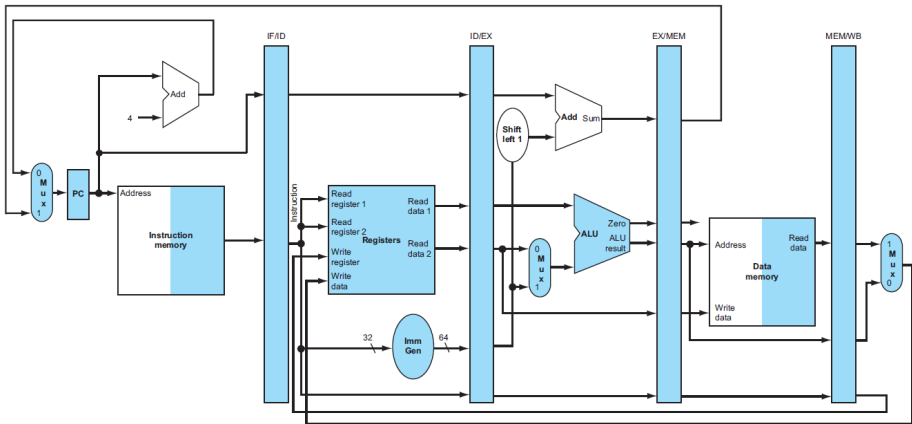 IF/ID
ID/EX
EX/MEM
MEM/WB
Add
4
Add
Sum
Shift
left 1
0
M
u
x
1
PC
Address
Instruction
memory
Instruction
Read
register 1
Read
register 2
Write
register
Write
data
Registers
Read
data 1
Read
data 2
0
M
u
x
1
Zero
ALU
ALU
result
Address
Read
data
Data
memory
Write
data
1
M
u
x
0
32
Imm
Gen
64